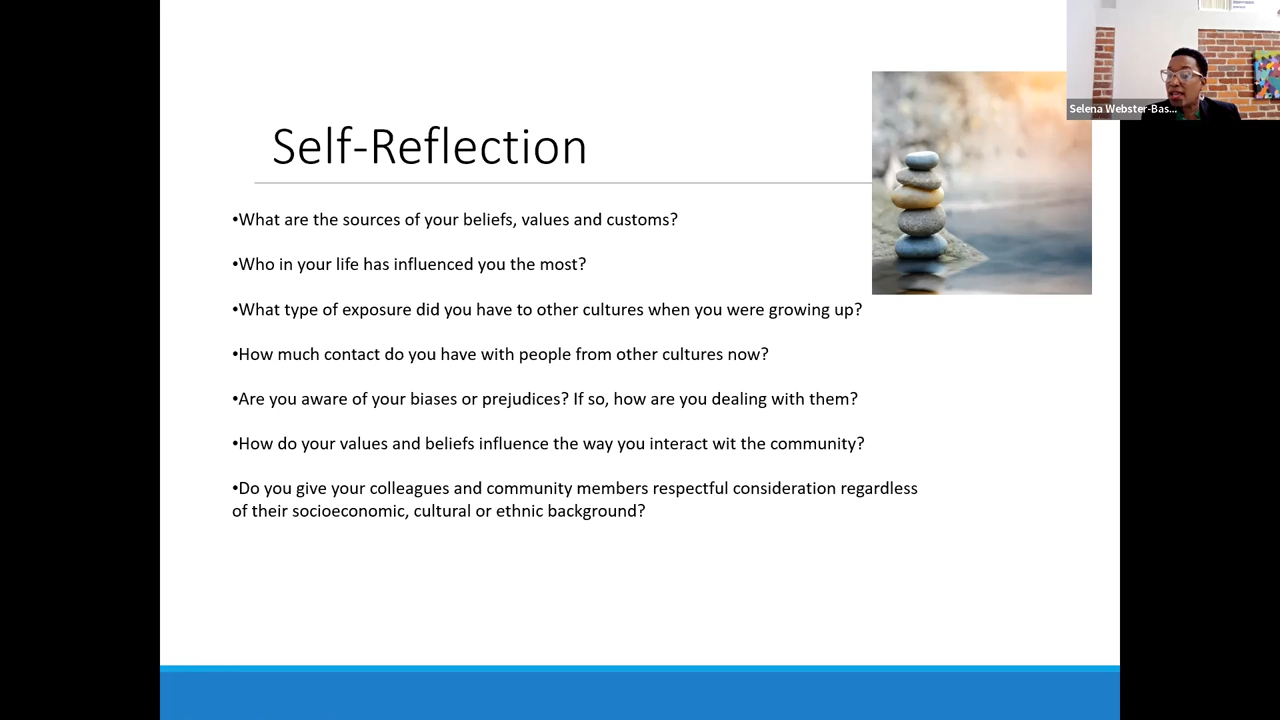 Self-Reflection
•What are the sources of your beliefs, values and customs?
•Who in your life has influenced you the most?
•What type of exposure did you have to other cultures when you were growing up?
•How much contact do you have with people from other cultures now?
•Are you aware of your biases or prejudices? If so, how are you dealing with them?
•How do your values and beliefs influence the way you interact wit the community?
•Do you give your colleagues and community members respectful consideration regardless
of their socioeconomic, cultural or ethnic background?
Selena Webster-Bas...